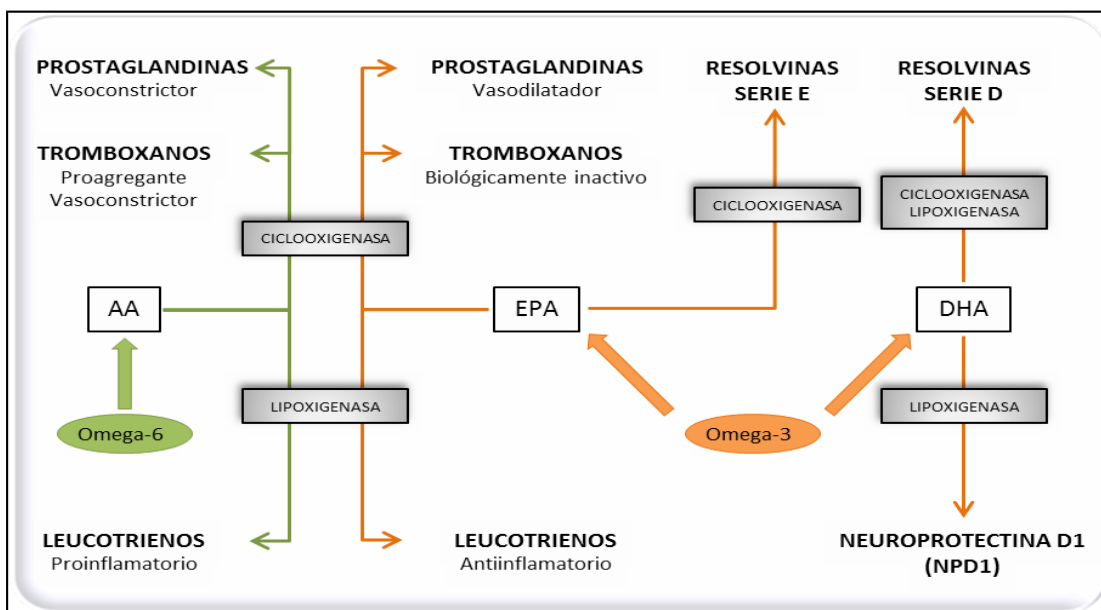 PROSTAGLANDINAS
Vasoconstrictor
PROSTAGLANDINAS
Vasodilatador
RESOLVINAS
SERIE E
RESOLVINAS
SERIE D
TROMBOXANOS
Proagregante
Vasoconstrictor
TROMBOXANOS
Biológicamente inactivo
CICLOOXIGENASA
CICLOOXIGENASA
LIPOXIGENASA
CICLOOXIGENASA
AA
EPA
DHA
LIPOXIGENASA
LIPOXIGENASA
Omega-6
Omega-3
LEUCOTRIENOS
Proinflamatorio
LEUCOTRIENOS
Antiinflamatorio
NEUROPROTECTINA D1
(NPD1)